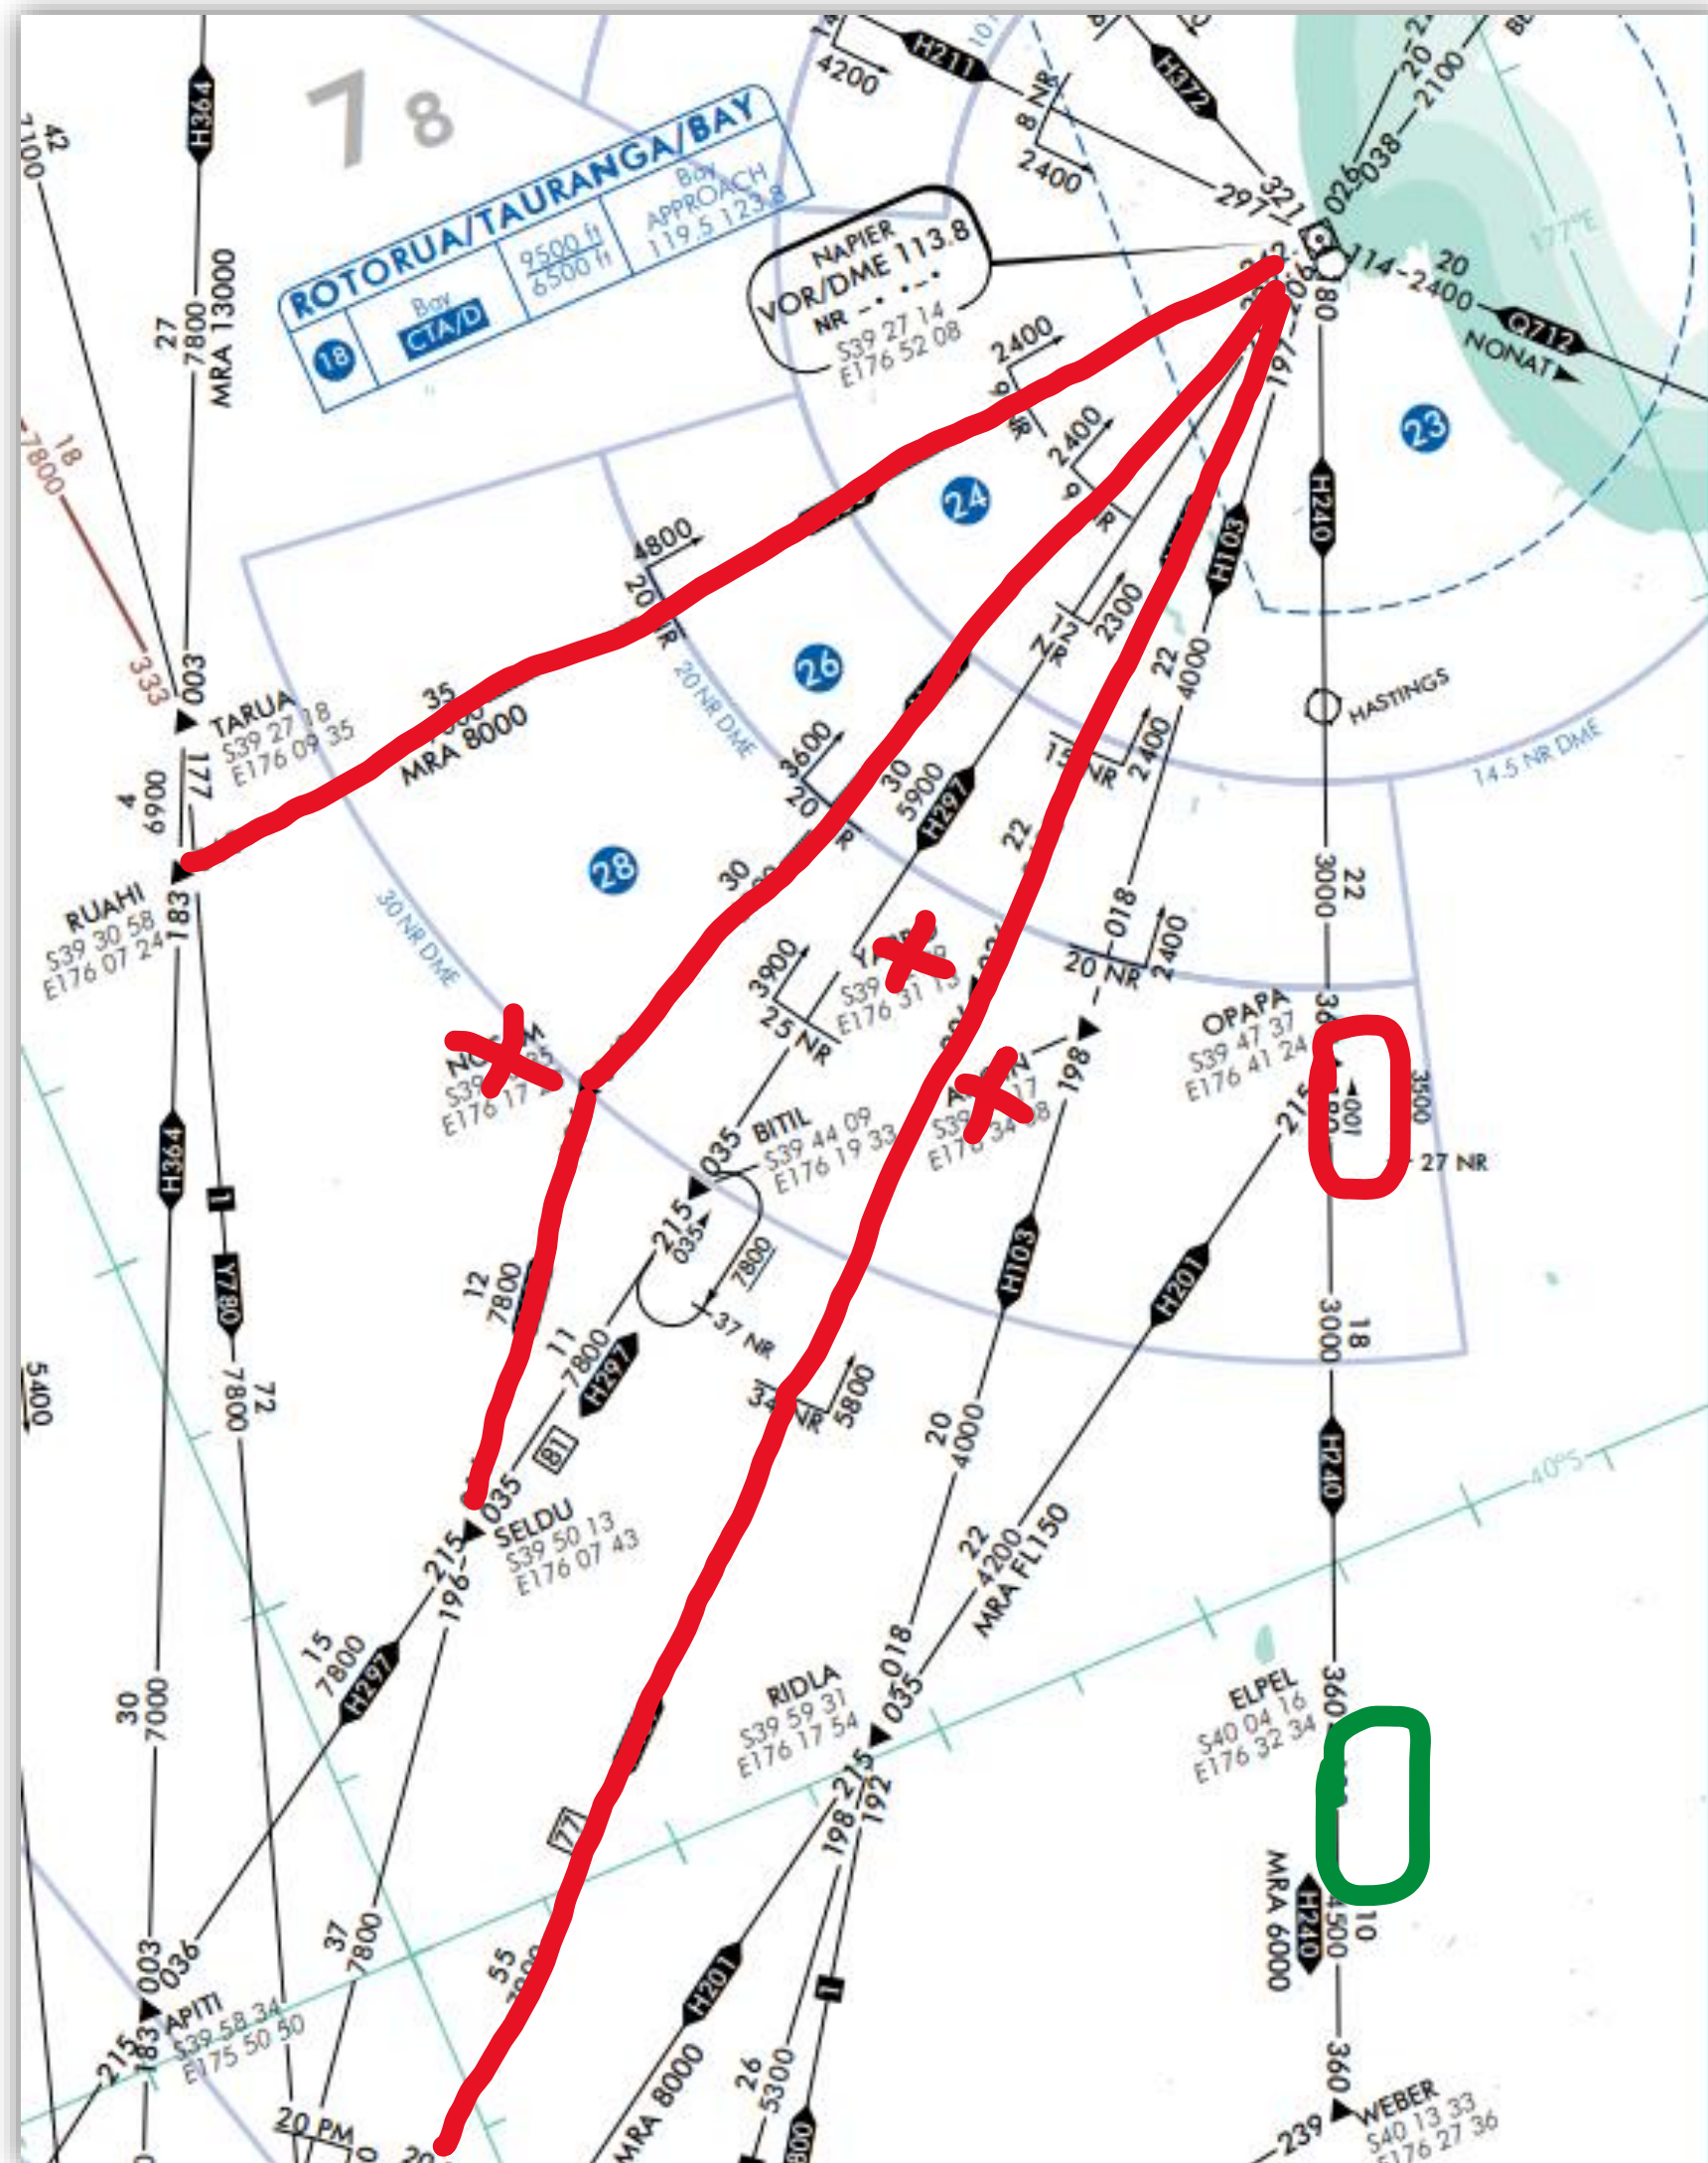 H364
42
7100
7 8
ROTORUA/TAURANGA/BAY
18
Bay
CTA/D
9500 ft
6500 ft
Bay
APPROACH
119.5 123.8
4200
H211
H372
8 NR
2400
297
321
026
038
20
2100
177°E
114
20
2400
Q712
NONAT
NAPIER
VOR/DME 113.8
NR
S39 27 14
E176 52 08
27
7800
MRA 13000
18
7800
333
003
TARUA
S39 27 18
E176 09 35
177
4
6900
RUAHI
S39 30 58
E176 07 24
183
2400
2400
24
23
197
H103
H240
4800
20
20 NR DME
26
35
MRA 8000
12
NR
2300
22
4000
HASTINGS
14.5 NR DME
3600
20
30
5900
H297
15 NR
2400
22
28
30
30 NR DME
22
3000
018
20 NR
2400
3900
25 NR
E176 31 13
OPAPA
S39 47 37
E176 41 24
198
001
3500
27 NR
215
H364
1
Y780
72
7800
035
BITIL
S39 44 09
E176 19 33
215
035
7800
37 NR
12
7800
11
7800
H297
B1
H103
H201
18
3000
5400
5800
20
4000
H240
40°S
035
SELDU
S39 50 13
E176 07 43
215
196
22
4200
MRA FL150
15
7800
H297
30
7000
018
035
RIDLA
S39 59 31
E176 17 54
215
198
192
ELPEL
S40 04 16
E176 32 34
360
77
MRA 6000
H240
10
4500
37
7800
55
003
036
APITI
S39 58 34
E175 50 50
215
183
H201
1
26
5300
MRA 8000
20 PM
360
WEBER
S40 13 33
E176 27 36
239